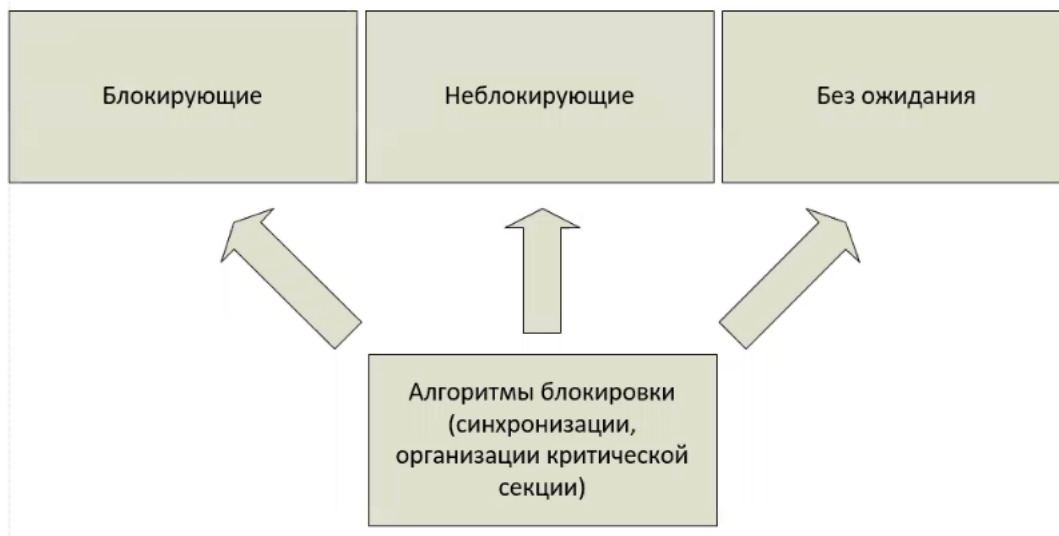 Блокирующие
Неблокирующие
Без ожидания
Алгоритмы блокировки
(синхронизации,
организации критической
секции)